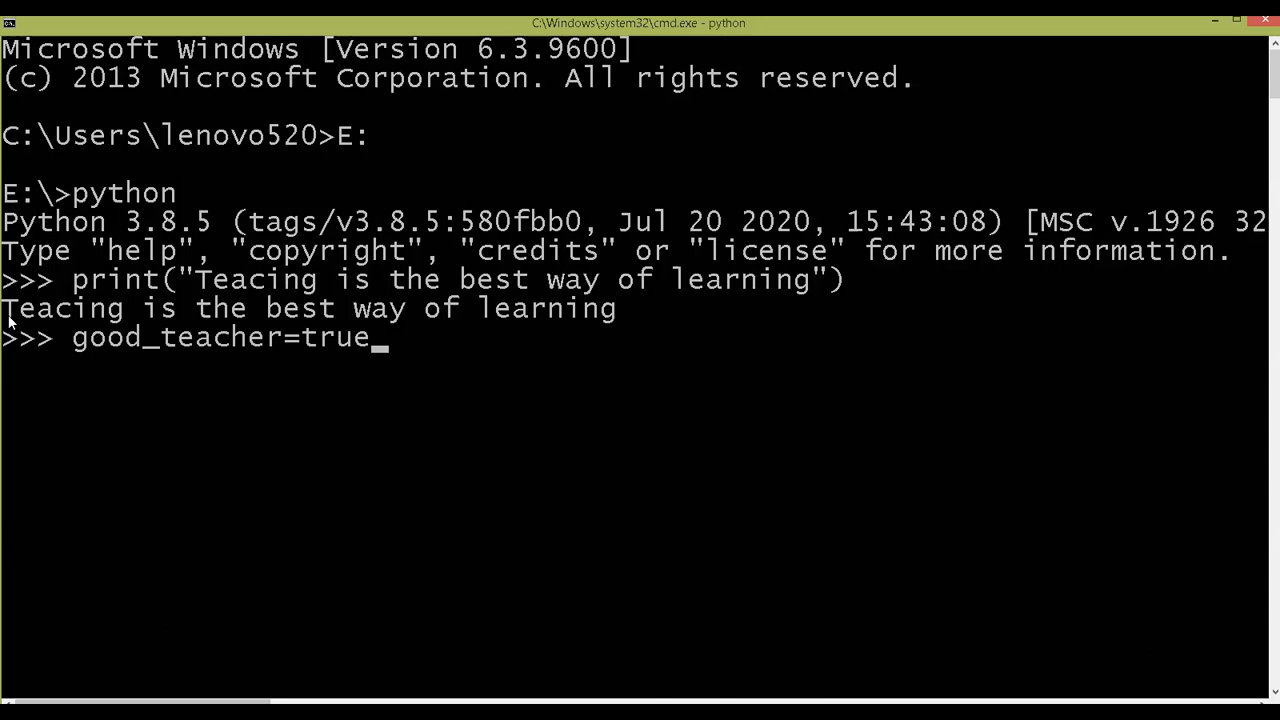 C:\Windows\system32\cmd.exe - python
Microsoft Windows [Version 6.3.9600]
(c) 2013 Microsoft Corporation. All rights reserved.
C:\Users\lenovo520>E:
E:\>python
Python 3.8.5 (tags/v3.8.5:580fbb0, Jul 20 2020, 15:43:08) [MSC v.1926 32
Type "help", "copyright", "credits" or "license" for more information.
>>> print("Teacing is the best way of learning")
Teacing is the best way of learning
>>> good_teacher=true_